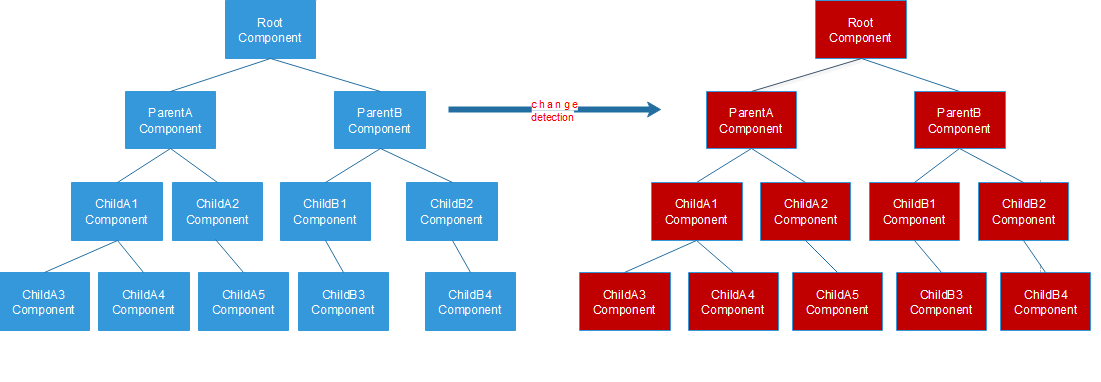 Root
Component
Root
Component
ParentA
Component
ParentB
Component
change
detection
ParentA
Component
ParentB
Component
ChildA1
Component
ChildA2
Component
ChildB1
Component
ChildB2
Component
ChildA1
Component
ChildA2
Component
ChildB1
Component
ChildB2
Component
ChildA3
Component
ChildA4
Component
ChildA5
Component
ChildB3
Component
ChildB4
Component
ChildA3
Component
ChildA4
Component
ChildA5
Component
ChildB3
Component
ChildB4
Component